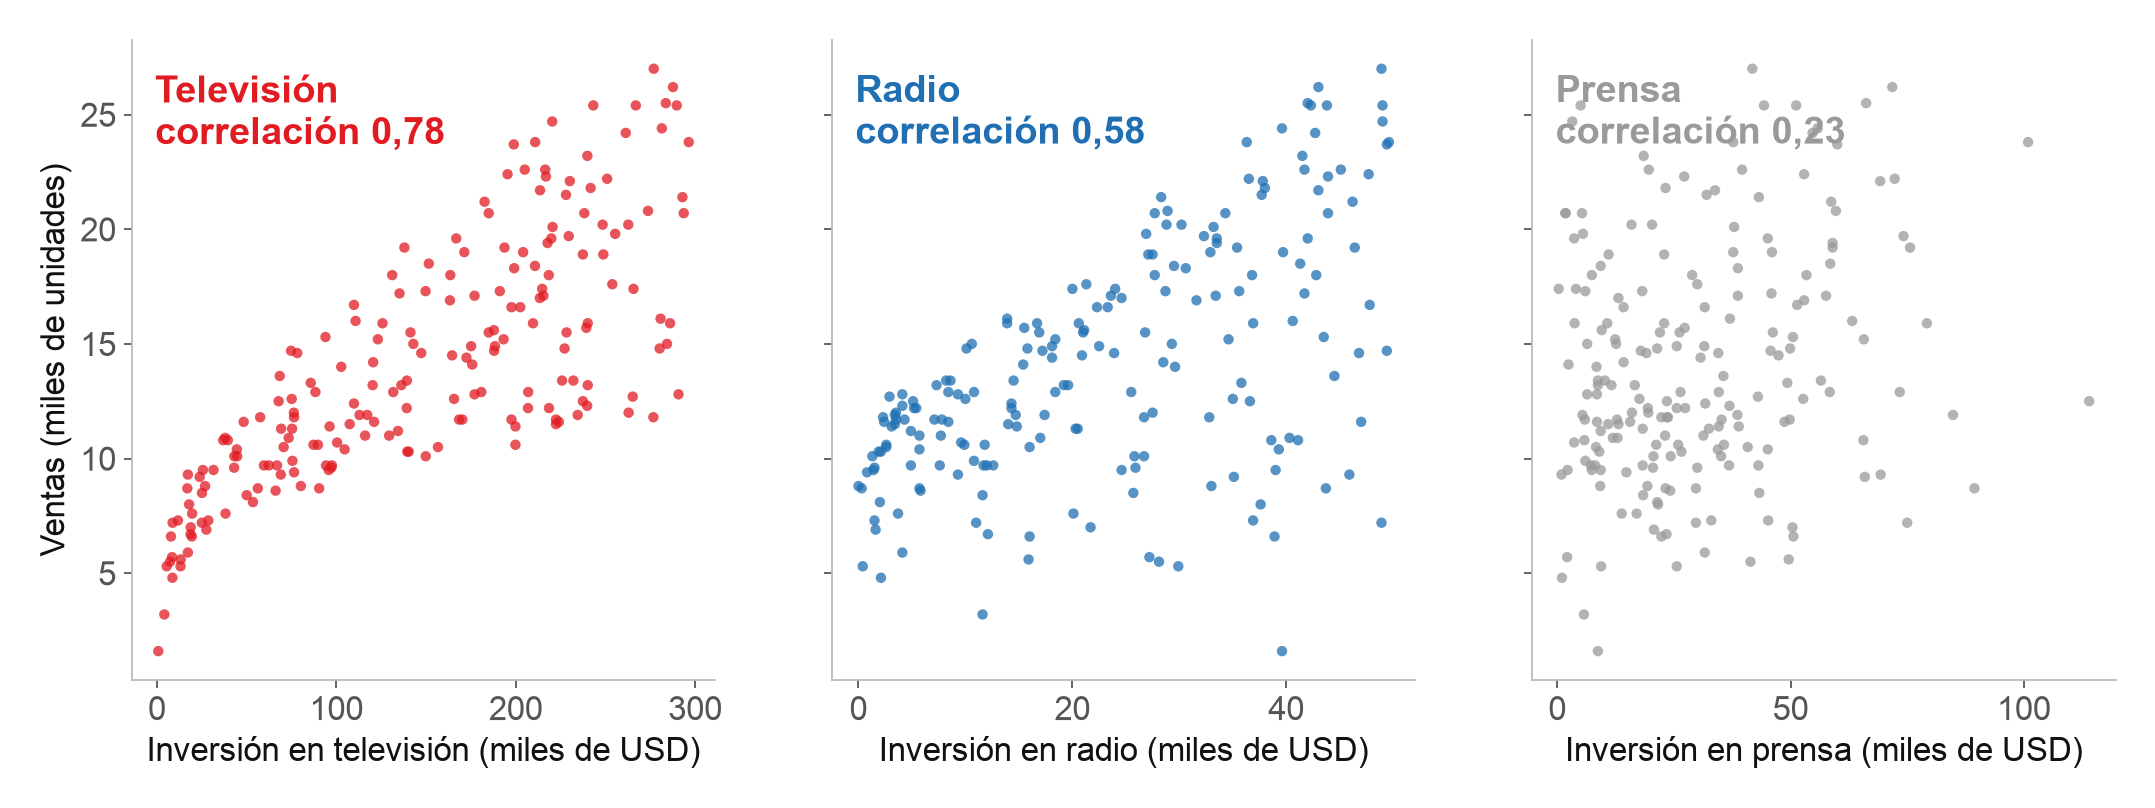 Televisión
correlación 0,78
Radio
correlación 0,58
Prensa
correlación 0,23
Ventas (miles de unidades)
25
20
15
10
5
0 100 200 300
0 20 40
0 50 100
Inversión en televisión (miles de USD)
Inversión en radio (miles de USD)
Inversión en prensa (miles de USD)